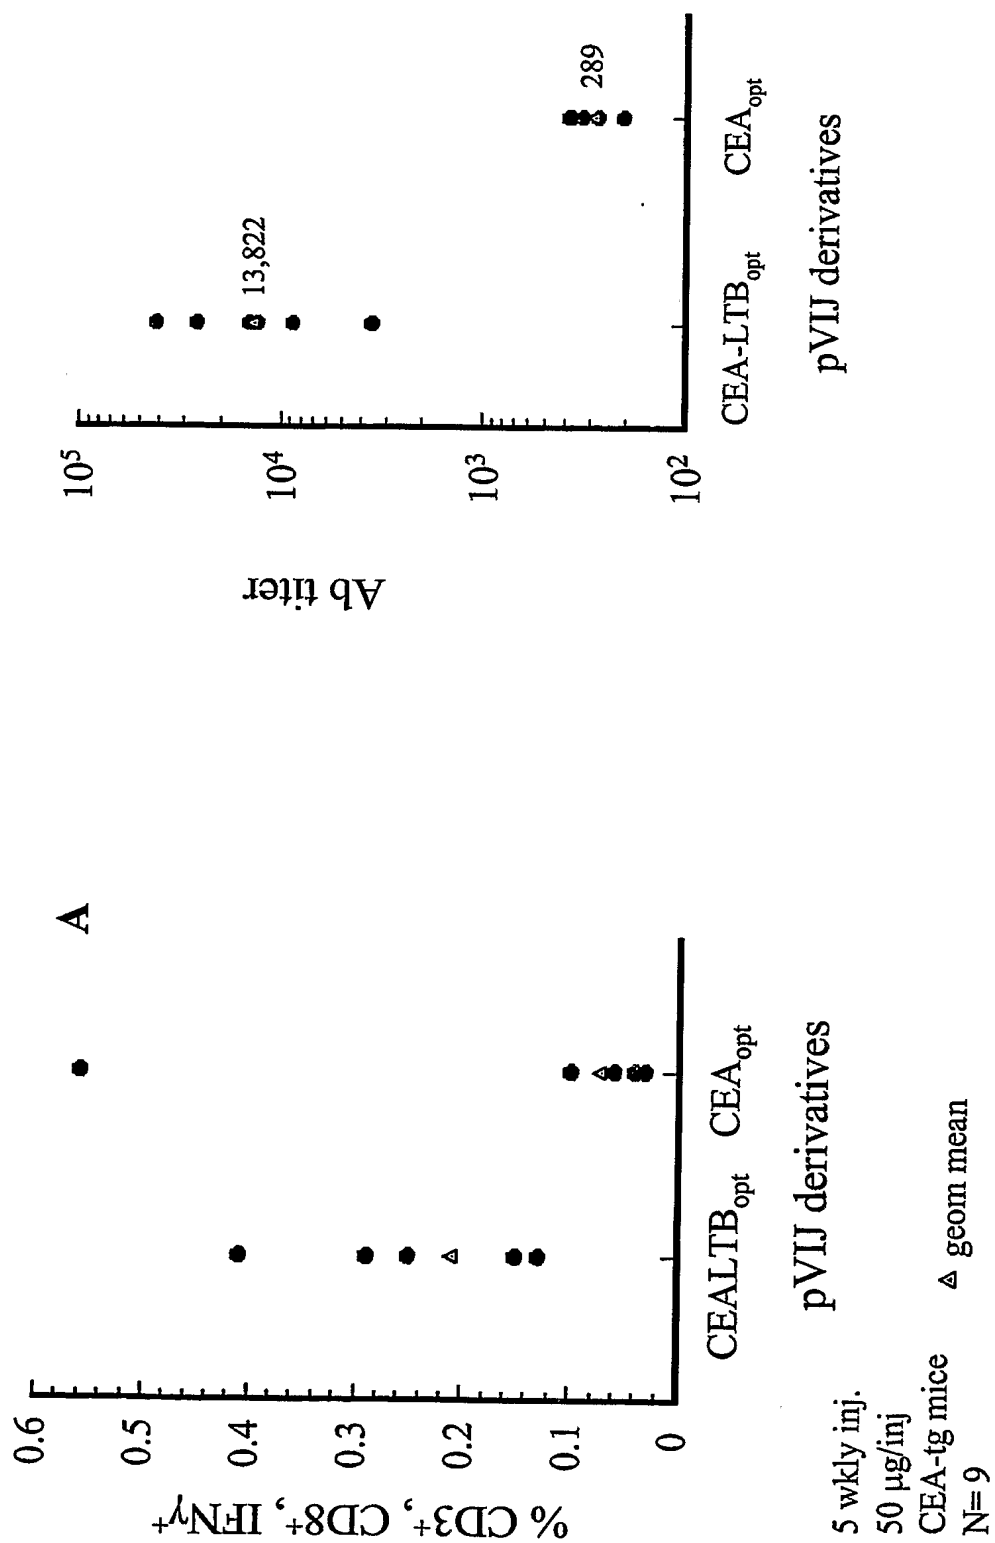 A
% CD3+, CD8+, IFNγ+
0.6
0.5
0.4
0.3
0.2
0.1
0
CEALTBopt CEAopt
pVIJ derivatives
5 wkly inj.
50 µg/inj
CEA-tg mice
N= 9
geom mean
Ab titer
10⁵
10⁴
10³
10²
13,822
289
CEA-LTBopt CEAopt
pVIJ derivatives